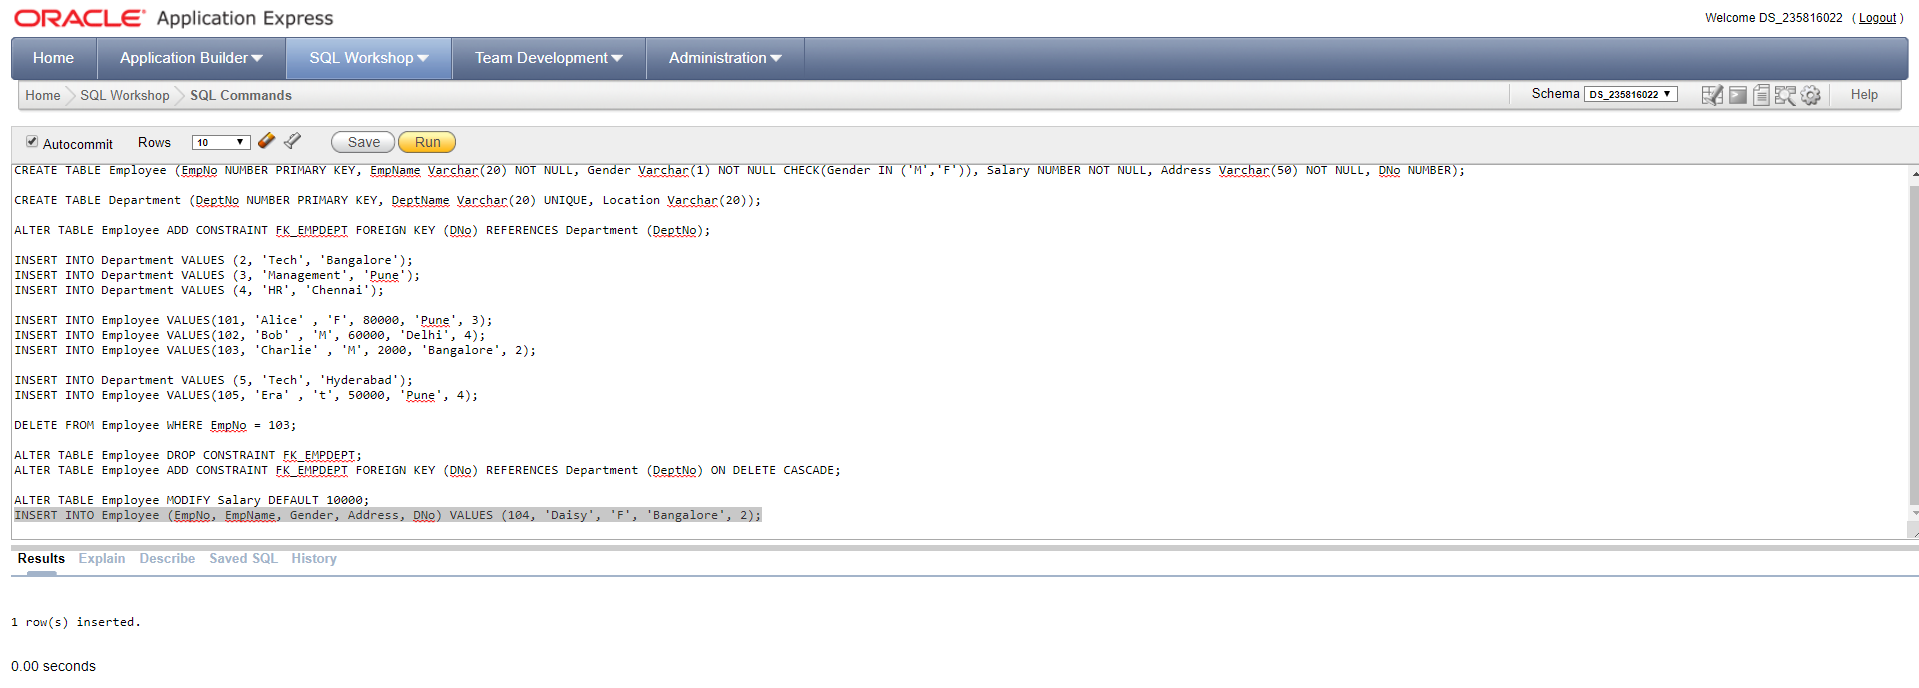 ORACLE Application Express
Welcome DS_235816022 ( Logout )
Home Application Builder SQL Workshop Team Development Administration
Home SQL Workshop SQL Commands
Schema DS_235816022 Help
Autocommit Rows 10 Save Run
CREATE TABLE Employee (EmpNo NUMBER PRIMARY KEY, EmpName Varchar(20) NOT NULL, Gender Varchar(1) NOT NULL CHECK(Gender IN ('M','F')), Salary NUMBER NOT NULL, Address Varchar(50) NOT NULL, DNo NUMBER);
CREATE TABLE Department (DeptNo NUMBER PRIMARY KEY, DeptName Varchar(20) UNIQUE, Location Varchar(20));
ALTER TABLE Employee ADD CONSTRAINT FK_EMPDEPT FOREIGN KEY (DNo) REFERENCES Department (DeptNo);
INSERT INTO Department VALUES (2, 'Tech', 'Bangalore');
INSERT INTO Department VALUES (3, 'Management', 'Pune');
INSERT INTO Department VALUES (4, 'HR', 'Chennai');
INSERT INTO Employee VALUES(101, 'Alice' , 'F', 80000, 'Pune', 3);
INSERT INTO Employee VALUES(102, 'Bob' , 'M', 60000, 'Delhi', 4);
INSERT INTO Employee VALUES(103, 'Charlie' , 'M', 2000, 'Bangalore', 2);
INSERT INTO Department VALUES (5, 'Tech', 'Hyderabad');
INSERT INTO Employee VALUES(105, 'Era' , 't', 50000, 'Pune', 4);
DELETE FROM Employee WHERE EmpNo = 103;
ALTER TABLE Employee DROP CONSTRAINT FK_EMPDEPT;
ALTER TABLE Employee ADD CONSTRAINT FK_EMPDEPT FOREIGN KEY (DNo) REFERENCES Department (DeptNo) ON DELETE CASCADE;
ALTER TABLE Employee MODIFY Salary DEFAULT 10000;
INSERT INTO Employee (EmpNo, EmpName, Gender, Address, DNo) VALUES (104, 'Daisy', 'F', 'Bangalore', 2);
Results Explain Describe Saved SQL History
1 row(s) inserted.
0.00 seconds